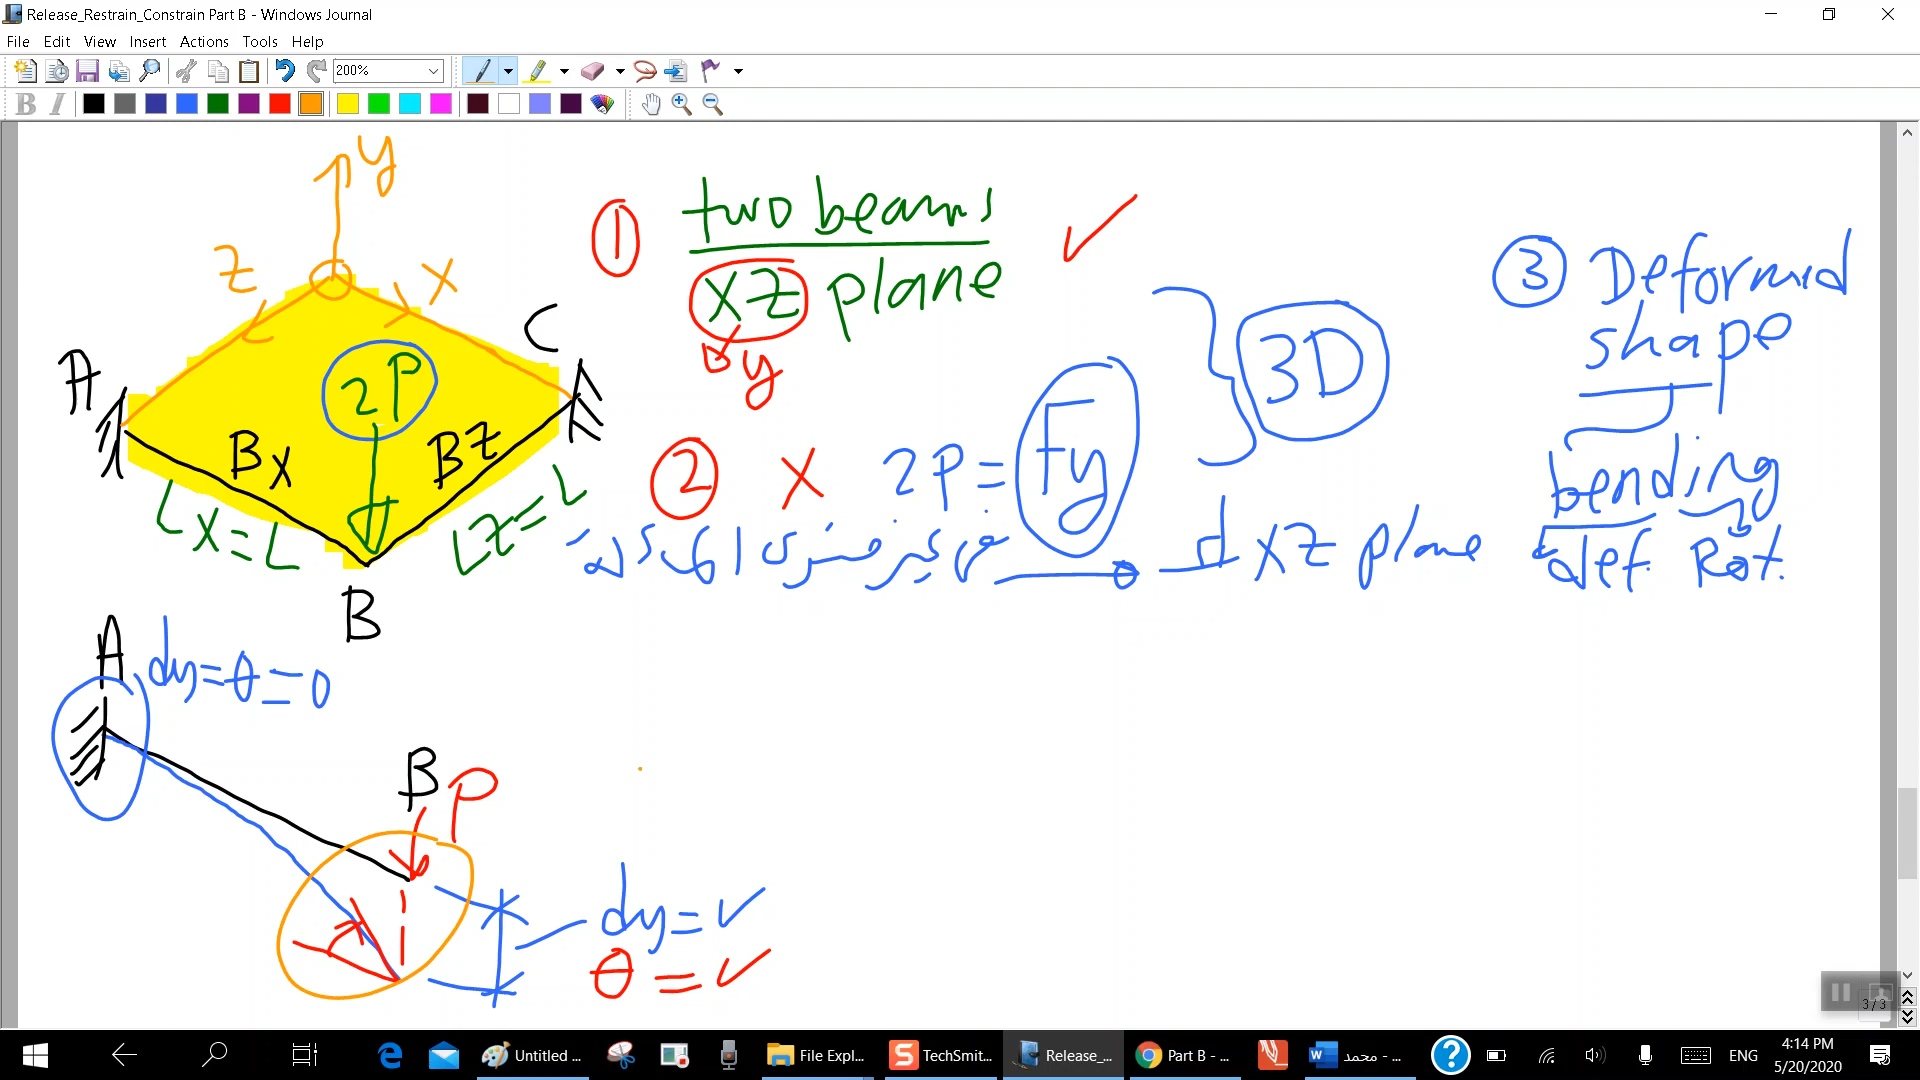 Release_Restrain_Constrain Part B - Windows Journal
File Edit View Insert Actions Tools Help
200%
B I
y
Z
X
A
C
2P
Bx
BZ
Lx=L
LZ=L
B
① two beams ✓
XZ plane
y
② X 2P = Fy
3D
⊥ XZ plane
③ Deformed
shape
bending
def. Rot.
A
dy=θ=0
B
P
dy=✓
θ=✓
3/3
Untitled ...
File Expl...
TechSmit...
Release_...
Part B - ...
محمد - ...
ENG
4:14 PM
5/20/2020